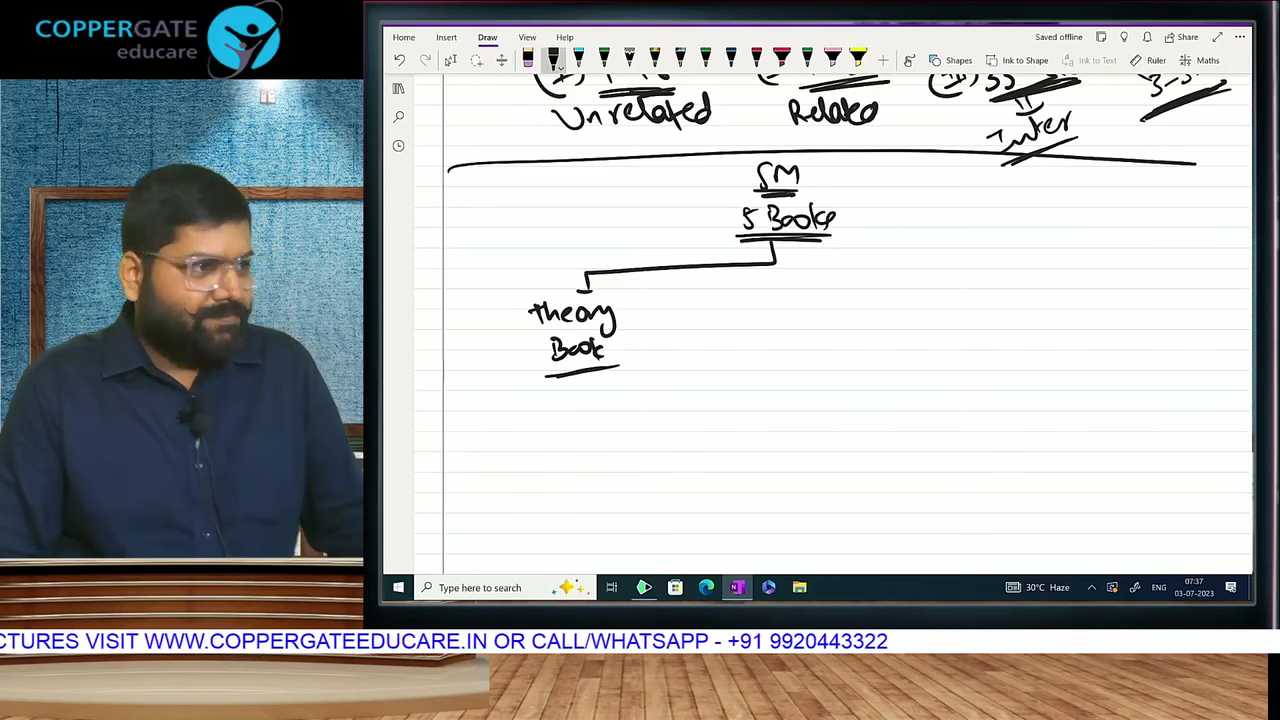 COPPERGATE
educare
Home Insert Draw View Help
Saved offline
Share
Ink to Shape
Shapes
Ink to Text
Ruler
Maths
Unrelated
Related
Inter
SM
5 Books
Theory
Book
Type here to search
30°C Haze
ENG
07:37
03-07-2023
CTURES VISIT WWW.COPPERGATEEDUCARE.IN OR CALL/WHATSAPP - +91 9920443322